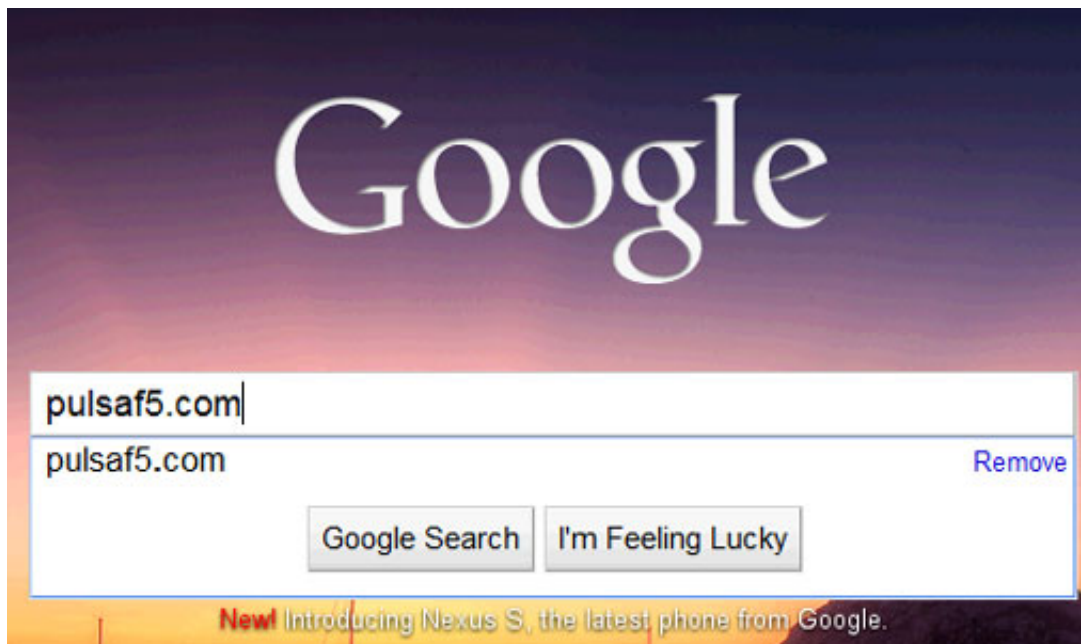 Google
pulsaf5.com
pulsaf5.com Remove
Google Search I'm Feeling Lucky
New! Introducing Nexus S, the latest phone from Google.